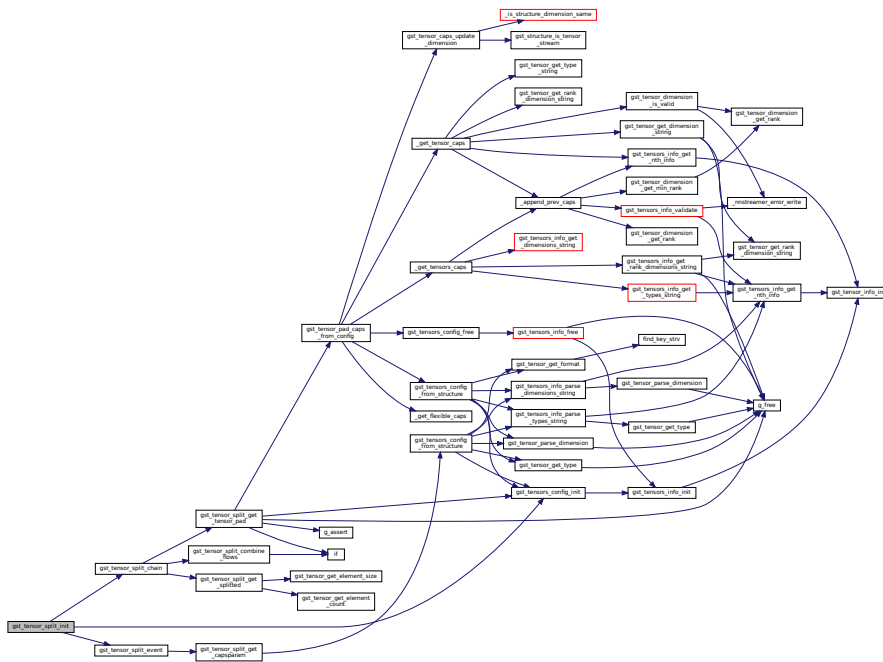 _is_structure_dimension_same
gst_tensor_caps_update
_dimension
gst_structure_is_tensor
_stream
gst_tensor_get_type
_string
gst_tensor_get_rank
_dimension_string
gst_tensor_dimension
_is_valid
gst_tensor_dimension
_get_rank
gst_tensor_get_dimension
_string
_get_tensor_caps
gst_tensors_info_get
_nth_info
gst_tensor_dimension
_get_min_rank
_append_prev_caps
_nnstreamer_error_write
gst_tensors_info_validate
gst_tensor_dimension
_get_rank
gst_tensors_info_get
_dimensions_string
gst_tensor_get_rank
_dimension_string
_get_tensors_caps
gst_tensors_info_get
_rank_dimensions_string
gst_tensors_info_get
_types_string
gst_tensors_info_get
_nth_info
gst_tensor_info_init
gst_tensor_pad_caps
_from_config
gst_tensors_config_free
gst_tensors_info_free
find_key_strv
gst_tensor_get_format
gst_tensors_config
_from_structure
gst_tensors_info_parse
_dimensions_string
gst_tensor_parse_dimension
g_free
_get_flexible_caps
gst_tensors_info_parse
_types_string
gst_tensor_get_type
gst_tensors_config
_from_structure
gst_tensor_parse_dimension
gst_tensor_get_type
gst_tensors_config_init
gst_tensors_info_init
gst_tensor_split_get
_tensor_pad
g_assert
gst_tensor_split_combine
_flows
if
gst_tensor_split_chain
gst_tensor_split_get
_splitted
gst_tensor_get_element_size
gst_tensor_get_element
_count
gst_tensor_split_init
gst_tensor_split_event
gst_tensor_split_get
_capsparam